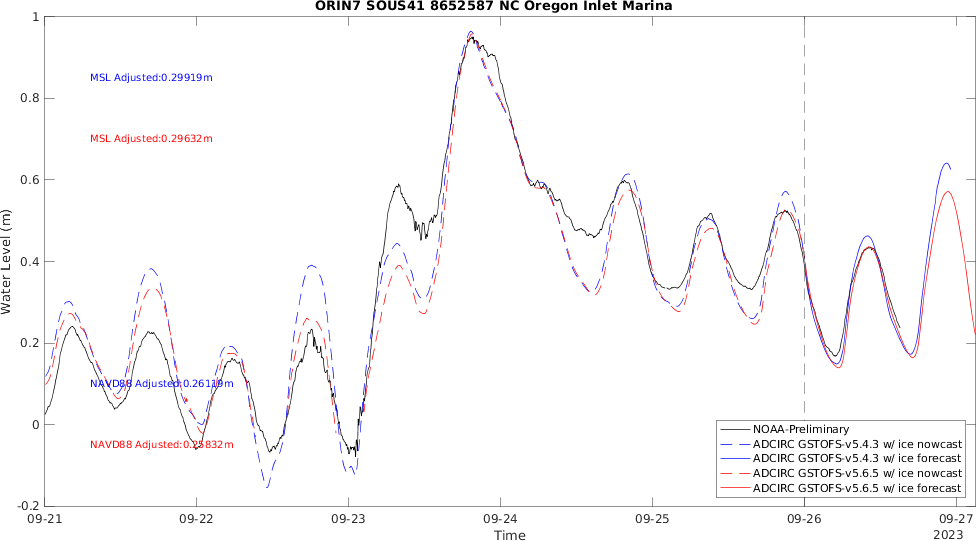 ORIN7 SOUS41 8652587 NC Oregon Inlet Marina
1
0.8
0.6
0.4
0.2
0
-0.2
Water Level (m)
MSL Adjusted:0.29919m
MSL Adjusted:0.29632m
NAVD88 Adjusted:0.26119m
NAVD88 Adjusted:0.25832m
NOAA-Preliminary
ADCIRC GSTOFS-v5.4.3 w/ ice nowcast
ADCIRC GSTOFS-v5.4.3 w/ ice forecast
ADCIRC GSTOFS-v5.6.5 w/ ice nowcast
ADCIRC GSTOFS-v5.6.5 w/ ice forecast
09-21 09-22 09-23 09-24 09-25 09-26 09-27
2023
Time